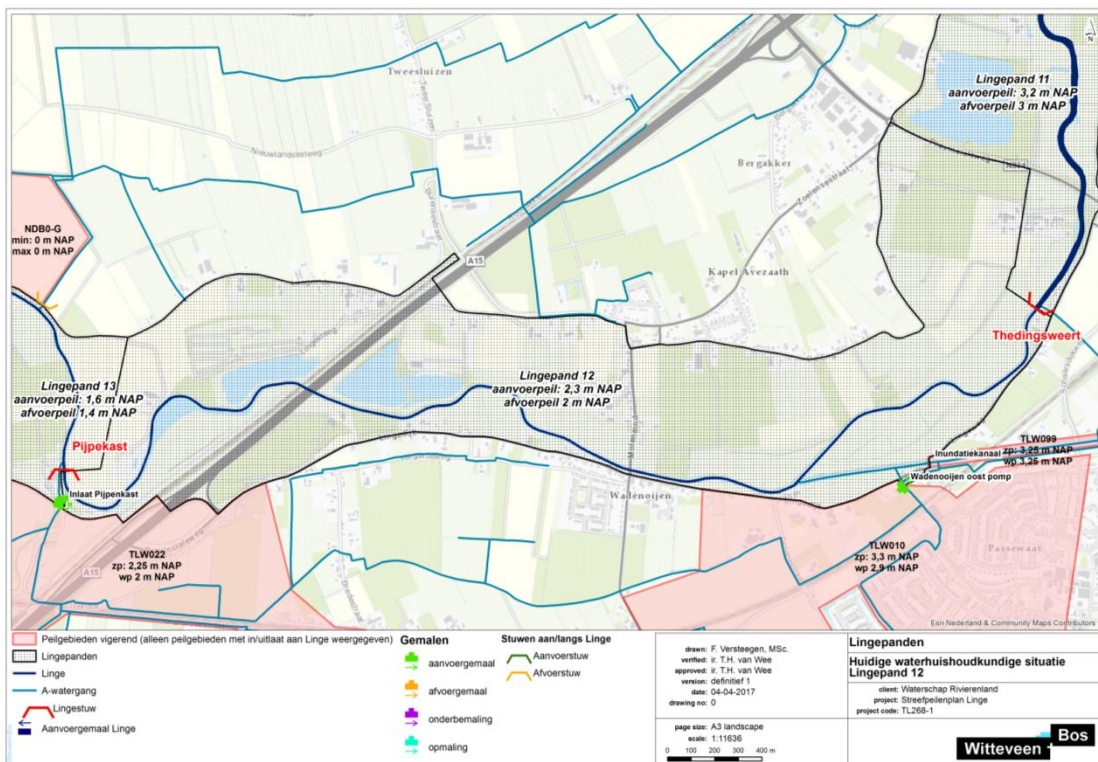 Tweesluizen
Twee Sluizen
Nieuwlandsesteeg
Lingepand 11
aanvoerpeil: 3,2 m NAP
afvoerpeil 3 m NAP
Bergakker
Zoelensestraat
NDB0-G
min: 0 m NAP
max 0 m NAP
A15
Kapel Avezaath
Thedingsweert
Lingepand 13
aanvoerpeil: 1,6 m NAP
afvoerpeil 1,4 m NAP
Lingepand 12
aanvoerpeil: 2,3 m NAP
afvoerpeil 2 m NAP
Pijpekast
Inlaat Pijpenkast
TLW099
zp: 3,25 m NAP
wp 3,25 m NAP
Inundatiekanaal
Wadenooijen oost pomp
Wadenoijen
TLW022
zp: 2,25 m NAP
wp 2 m NAP
A15
TLW010
zp: 3,3 m NAP
wp 2,9 m NAP
Passewaay
Esri Nederland & Community Maps Contributors
Peilgebieden vigerend (alleen peilgebieden met in/uitlaat aan Linge weergegeven)
Lingepanden
Linge
A-watergang
Lingestuw
Aanvoergemaal Linge
Gemalen
aanvoergemaal
afvoergemaal
onderbemaling
opmaling
Stuwen aan/langs Linge
Aanvoerstuw
Afvoerstuw
drawn: F. Versteegen, MSc.
verified: ir. T.H. van Wee
approved: ir. T.H. van Wee
version: definitief 1
date: 04-04-2017
drawing no: 0
page size: A3 landscape
scale: 1:11636
0 100 200 300 400 m
Lingepanden
Huidige waterhuishoudkundige situatie
Lingepand 12
client: Waterschap Rivierenland
project: Streefpeilenplan Linge
project code: TL268-1
Witteveen + Bos